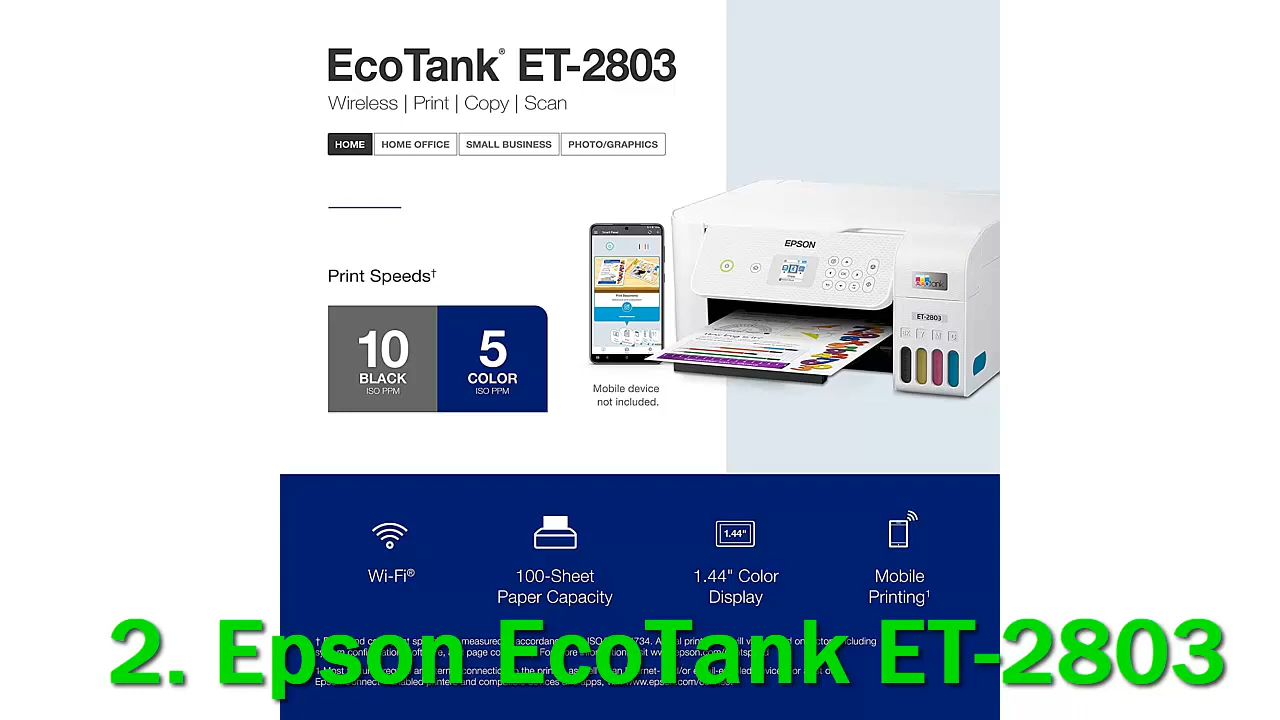 EcoTank® ET-2803
Wireless | Print | Copy | Scan
HOME
HOME OFFICE
SMALL BUSINESS
PHOTO/GRAPHICS
Print Speeds†
10
BLACK
ISO PPM
5
COLOR
ISO PPM
Mobile device
not included.
EPSON
EcoTank
ET-2803
Wi-Fi®
100-Sheet
Paper Capacity
1.44"
1.44" Color
Display
Mobile
Printing¹
2. Epson EcoTank ET-2803